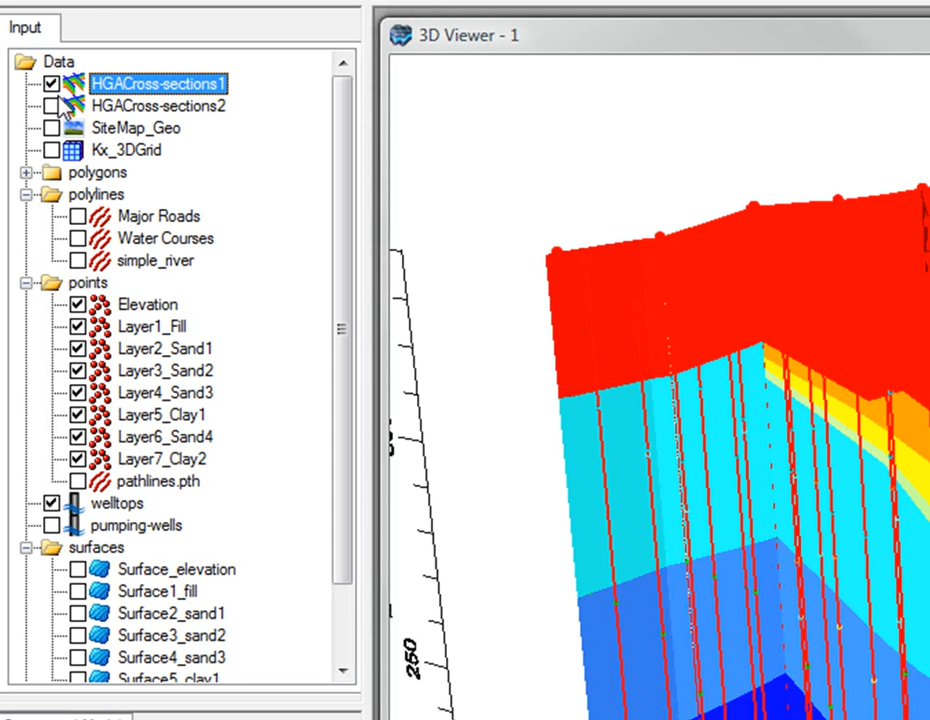 Input
3D Viewer - 1
Data
HGACross-sections1
HGACross-sections2
SiteMap_Geo
Kx_3DGrid
polygons
polylines
Major Roads
Water Courses
simple_river
points
Elevation
Layer1_Fill
Layer2_Sand1
Layer3_Sand2
Layer4_Sand3
Layer5_Clay1
Layer6_Sand4
Layer7_Clay2
pathlines.pth
welltops
pumping-wells
surfaces
Surface_elevation
Surface1_fill
Surface2_sand1
Surface3_sand2
Surface4_sand3
Surface5_clay1
250